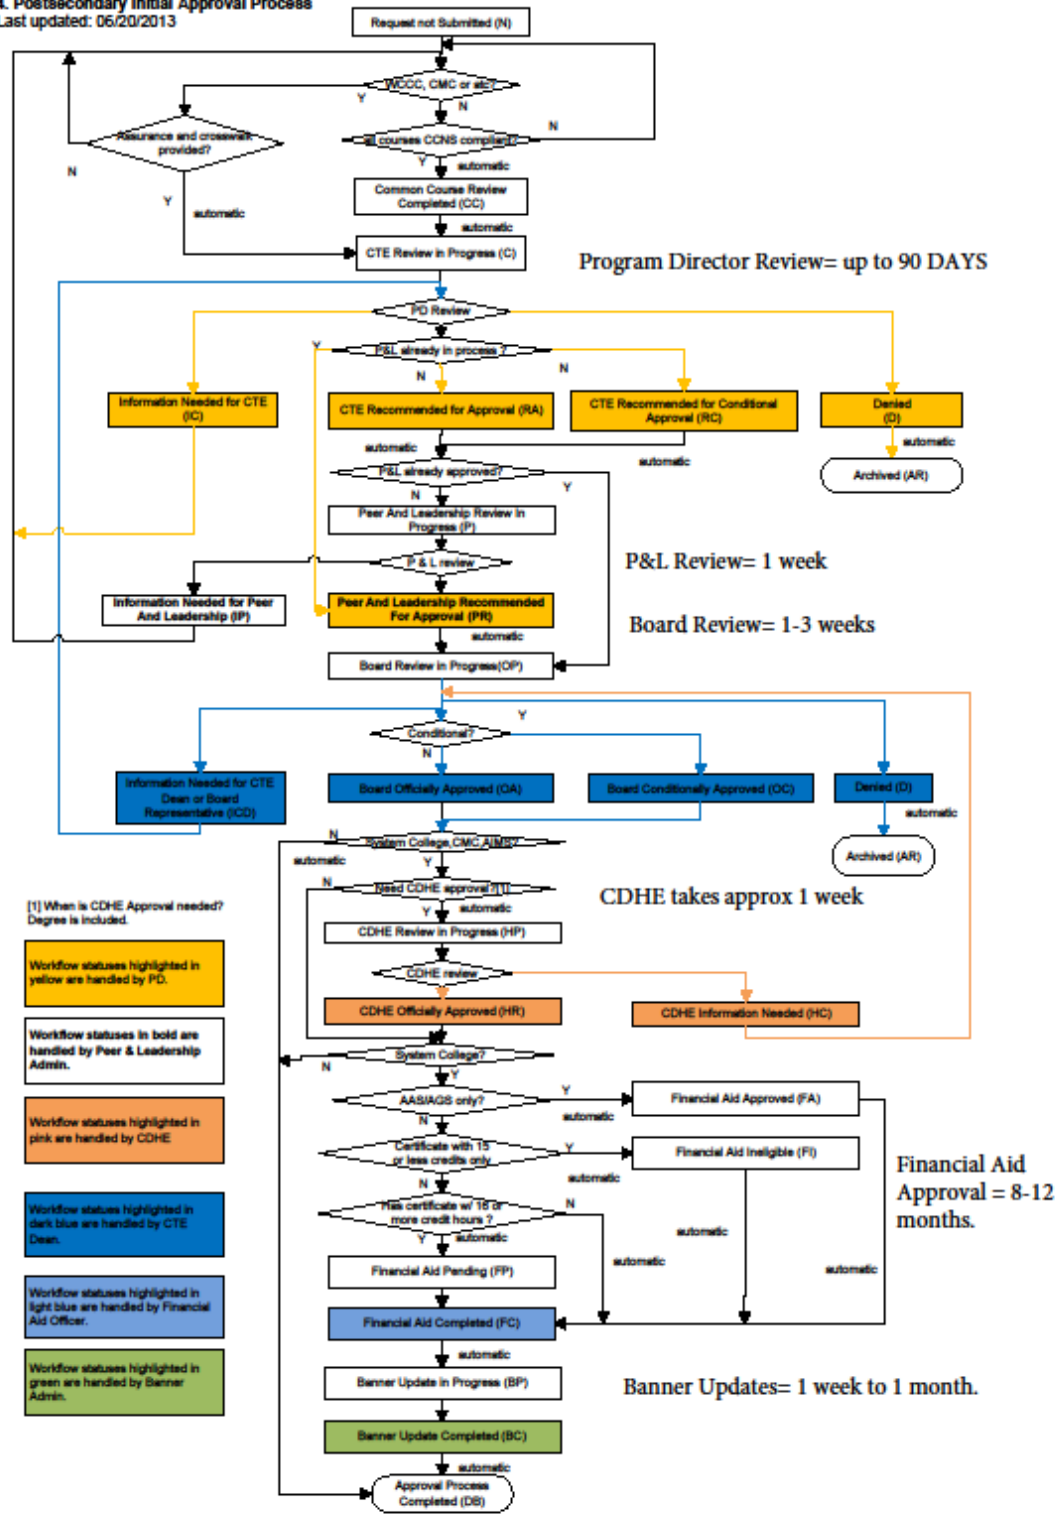 4. Postsecondary Initial Approval Process
Last updated: 06/20/2013
Request not Submitted (N)
WCCC, CMC or etc?
Y
N
Assurance and crosswalk
provided?
all courses CCNS compliant?
N
N
Y
automatic
Common Course Review
Completed (CC)
Y
automatic
automatic
CTE Review in Progress (C)
Program Director Review= up to 90 DAYS
PD Review
Y
P&L already in process ?
N
N
Information Needed for CTE
(IC)
CTE Recommended for Approval (RA)
CTE Recommended for Conditional
Approval (RC)
Denied
(D)
automatic
automatic
automatic
P&L already approved?
Archived (AR)
N
Y
Peer And Leadership Review In
Progress (P)
P & L review
P&L Review= 1 week
Information Needed for Peer
And Leadership (IP)
Peer And Leadership Recommended
For Approval (PR)
Board Review= 1-3 weeks
automatic
Board Review in Progress(OP)
Y
Conditional?
N
Information Needed for CTE
Dean or Board
Representative (ICD)
Board Officially Approved (OA)
Board Conditionally Approved (OC)
Denied (D)
automatic
N
System College,CMC,AIMS?
automatic
Y
Archived (AR)
N
Need CDHE approval?[1]
CDHE takes approx 1 week
Y
automatic
[1] When is CDHE Approval needed?
Degree is included.
CDHE Review in Progress (HP)
Workflow statuses highlighted in
yellow are handled by PD.
CDHE review
CDHE Officially Approved (HR)
CDHE Information Needed (HC)
Workflow statuses in bold are
handled by Peer & Leadership
Admin.
System College?
N
Y
AAS/AGS only?
Y
automatic
Financial Aid Approved (FA)
Workflow statuses highlighted in
pink are handled by CDHE
N
Certificate with 15
or less credits only
Y
automatic
Financial Aid Ineligible (FI)
Financial Aid
Approval = 8-12
months.
N
Workflow statuses highlighted in
dark blue are handled by CTE
Dean.
Has certificate w/ 16 or
more credit hours ?
N
Y
automatic
automatic
automatic
automatic
Financial Aid Pending (FP)
Workflow statuses highlighted in
light blue are handled by Financial
Aid Officer.
Financial Aid Completed (FC)
automatic
Workflow statuses highlighted in
green are handled by Banner
Admin.
Banner Update in Progress (BP)
Banner Updates= 1 week to 1 month.
Banner Update Completed (BC)
automatic
Approval Process
Completed (DB)